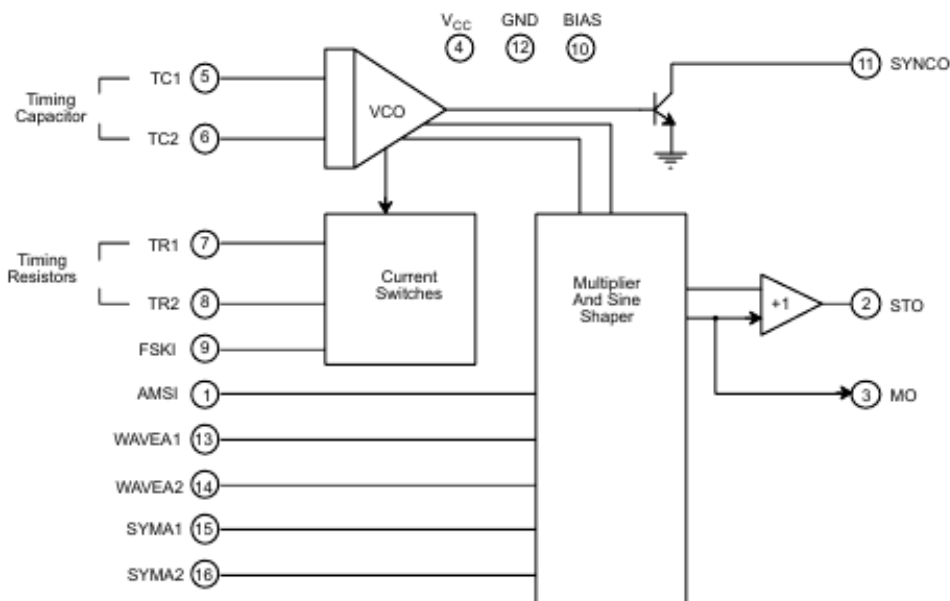 VCC GND BIAS
4 12 10
11 SYNCO
Timing
Capacitor
TC1 5
TC2 6
VCO
Timing
Resistors
TR1 7
TR2 8
FSKI 9
Current
Switches
Multiplier
And Sine
Shaper
+1
2 STO
3 MO
AMSI 1
WAVEA1 13
WAVEA2 14
SYMA1 15
SYMA2 16